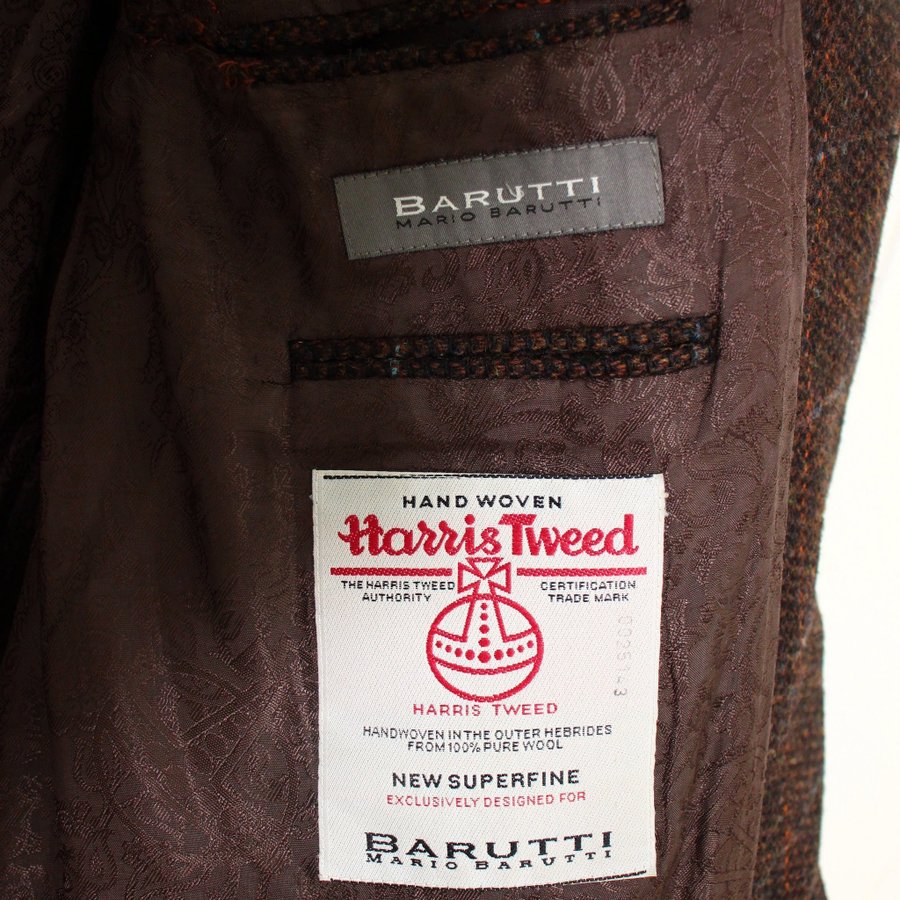 BARUTTI
MARIO BARUTTI
HAND WOVEN
Harris Tweed
THE HARRIS TWEED
AUTHORITY
CERTIFICATION
TRADE MARK
HARRIS TWEED
HANDWOVEN IN THE OUTER HEBRIDES
FROM 100% PURE WOOL
NEW SUPERFINE
EXCLUSIVELY DESIGNED FOR
BARUTTI
MARIO BARUTTI